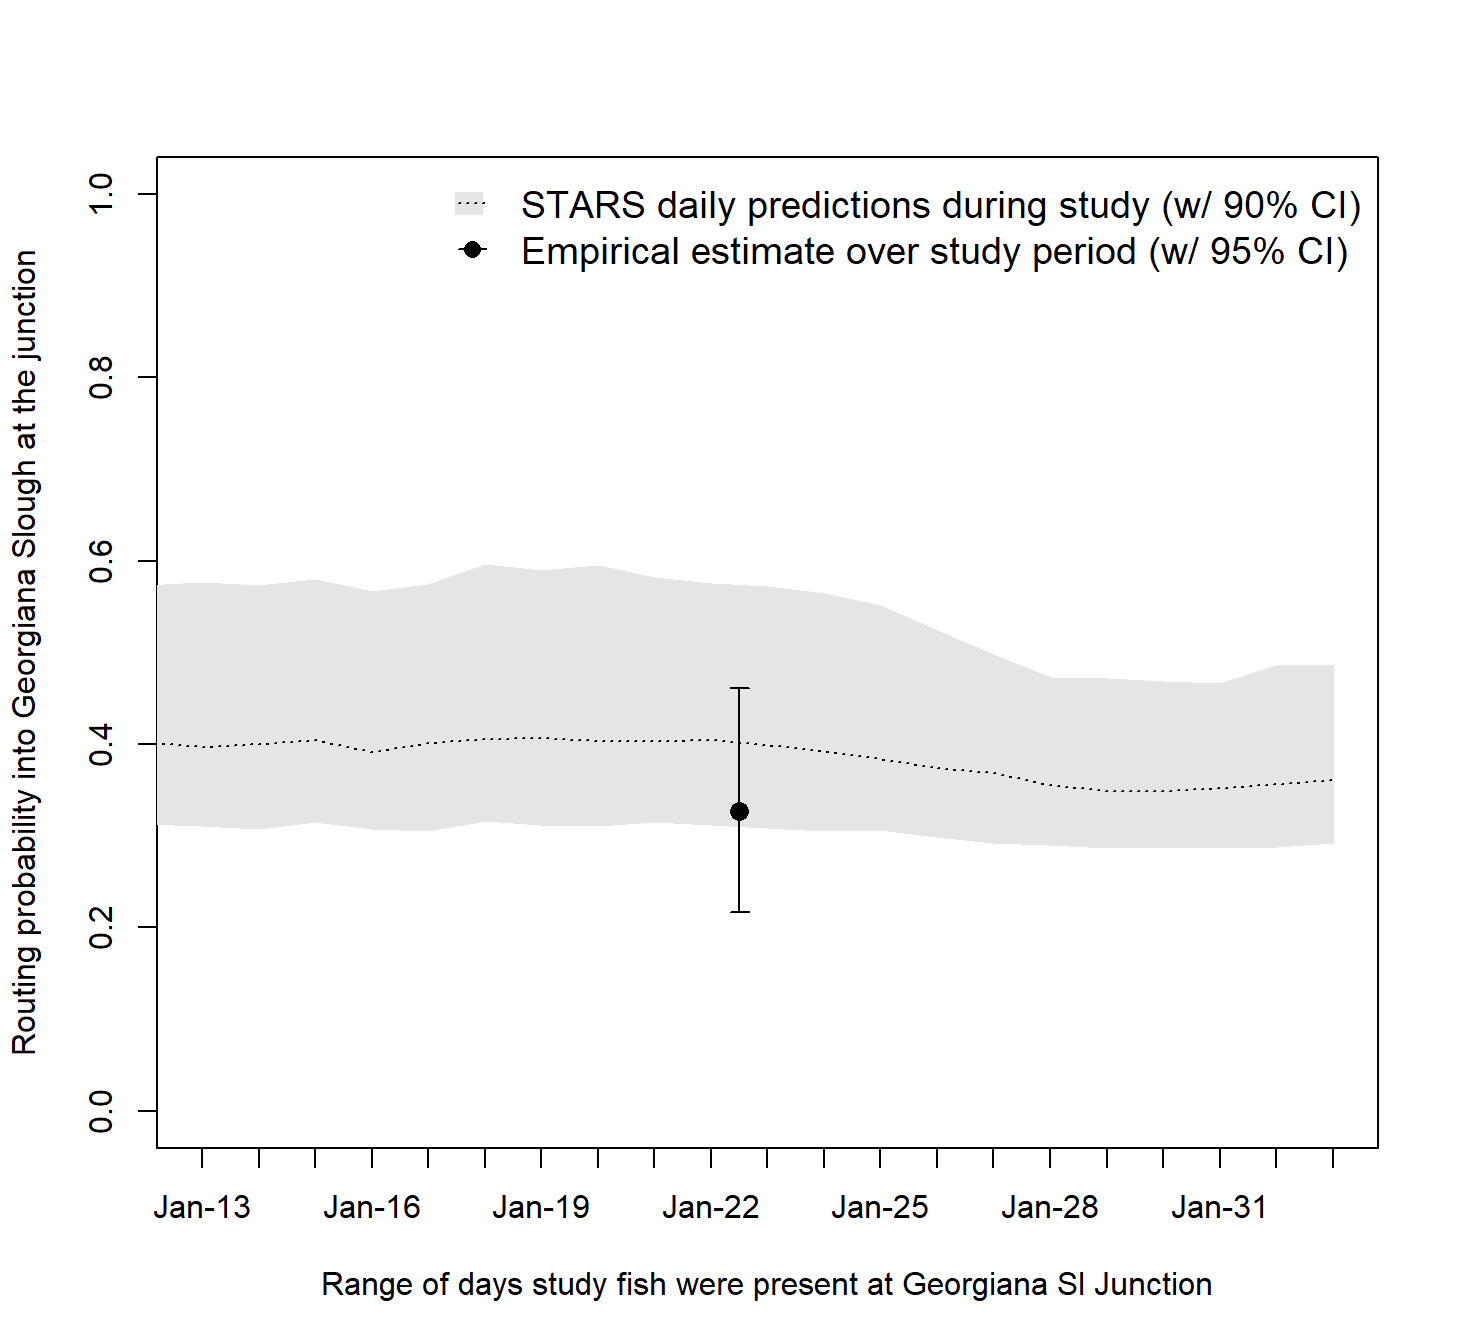 STARS daily predictions during study (w/ 90% CI)
Empirical estimate over study period (w/ 95% CI)
Routing probability into Georgiana Slough at the junction
1.0
0.8
0.6
0.4
0.2
0.0
Jan-13 Jan-16 Jan-19 Jan-22 Jan-25 Jan-28 Jan-31
Range of days study fish were present at Georgiana Sl Junction